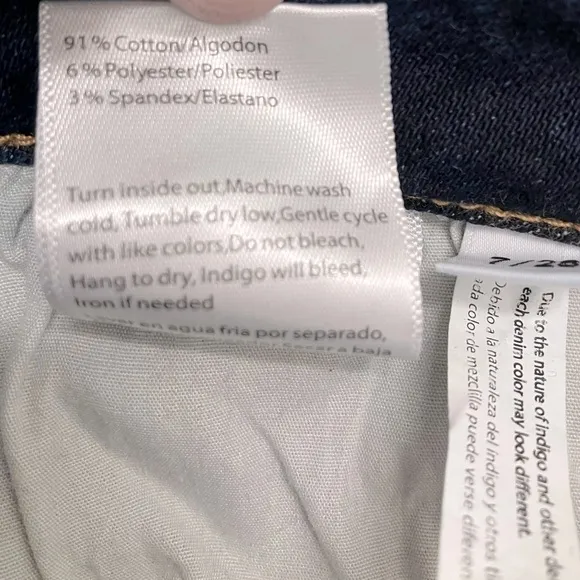 91% Cotton/Algodon
6% Polyester/Poliester
3% Spandex/Elastano
Turn inside out,Machine wash
cold,Tumble dry low,Gentle cycle
with like colors,Do not bleach,
Hang to dry, Indigo will bleed,
Iron if needed
en agua fria por separado,
a baja
7/28
Due to the nature of indigo and other
each denim color may look different.
Debido a la naturaleza del indigo y otros
color de mezclilla puede verse